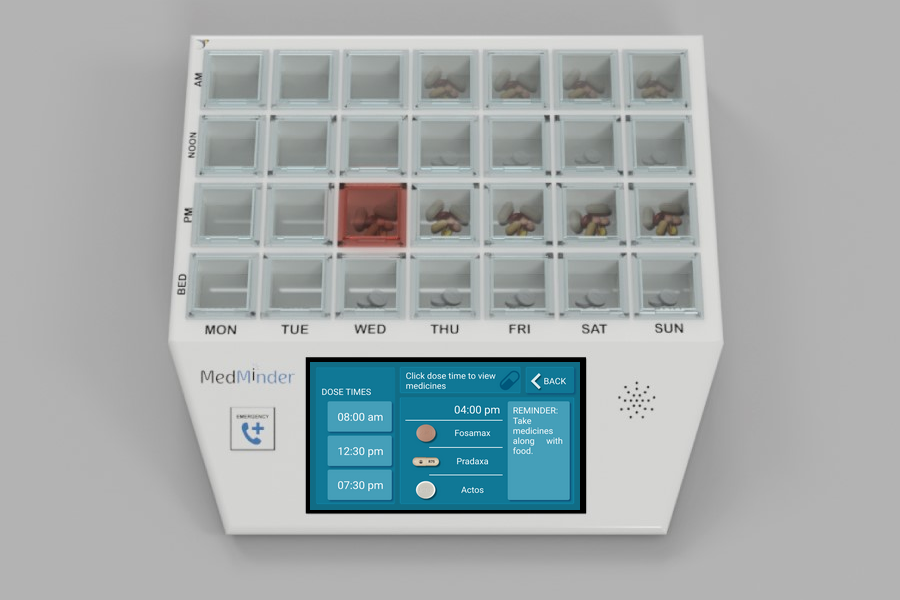 AM
NOON
PM
BED
MON TUE WED THU FRI SAT SUN
MedMinder
EMERGENCY
DOSE TIMES
08:00 am
12:30 pm
07:30 pm
Click dose time to view
medicines
BACK
04:00 pm
Fosamax
Pradaxa
Actos
REMINDER:
Take
medicines
along with
food.